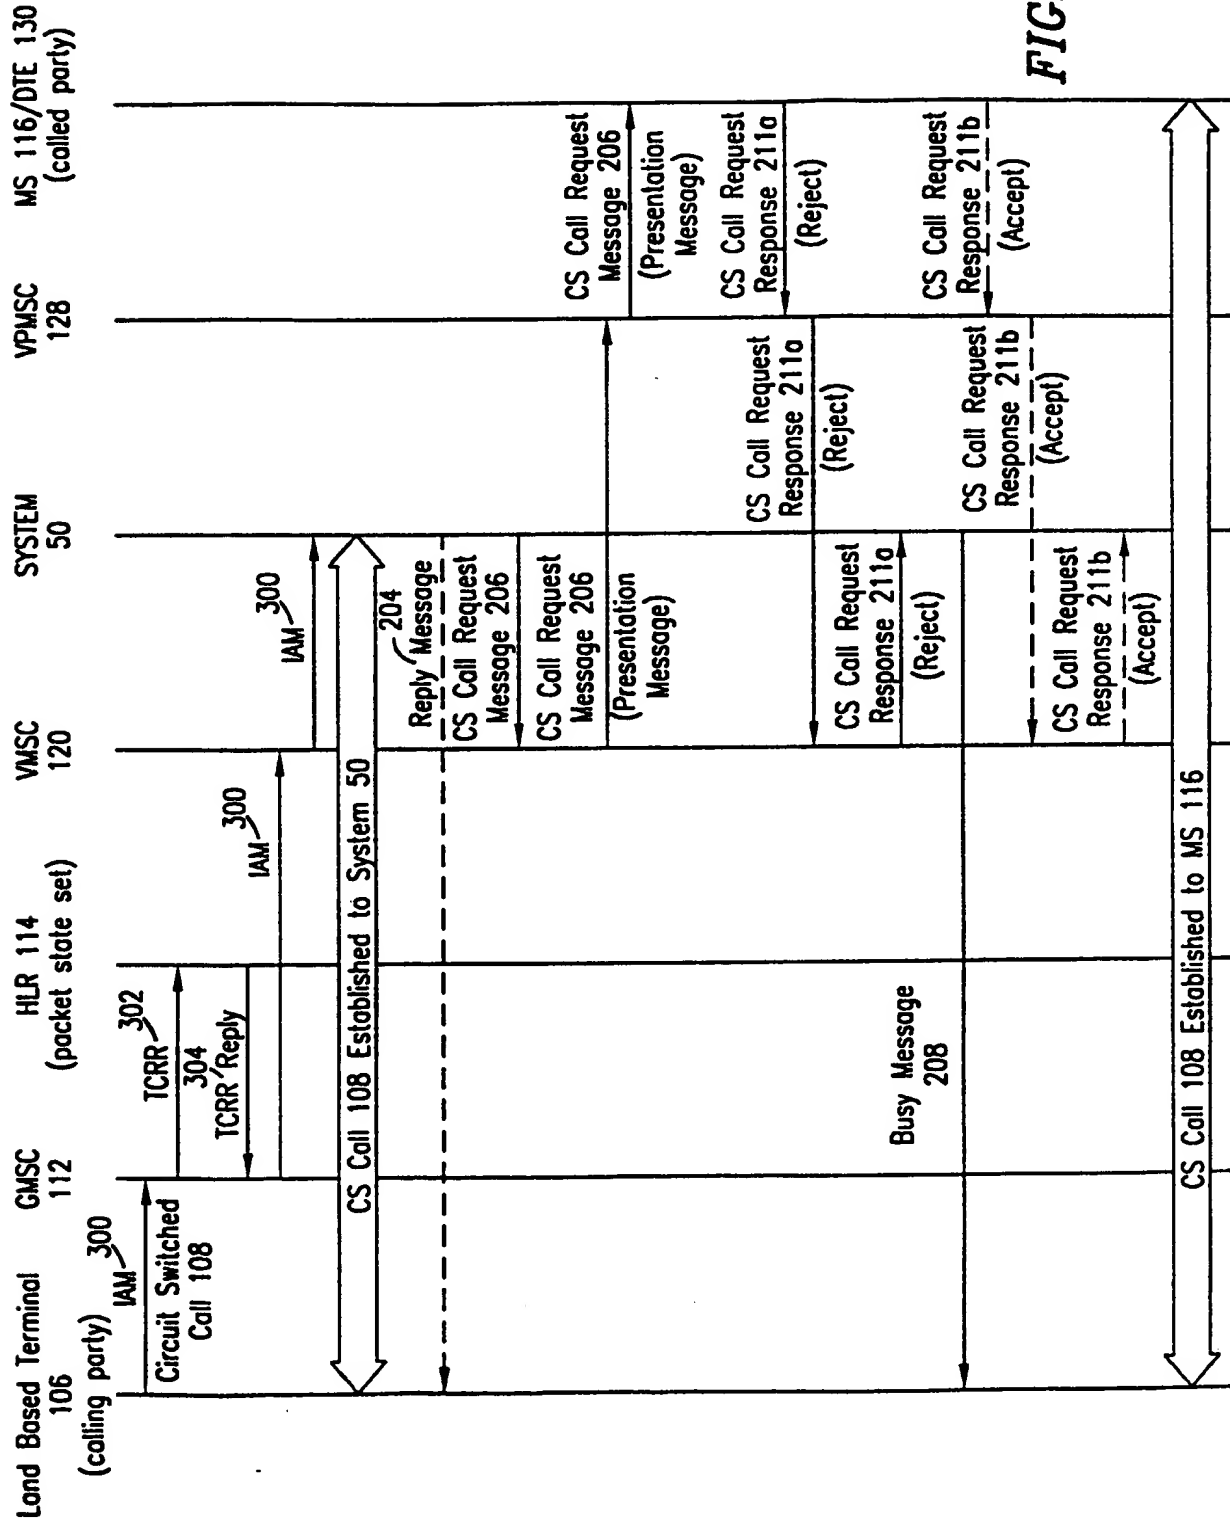 Land Based Terminal
106
(calling party)
GMSC
112
HLR 114
(packet state set)
VMSC
120
SYSTEM
50
VPMSC
128
MS 116/DTE 130
(called party)
300
IAM
Circuit Switched
Call 108
302
TCRR
304
TCRR Reply
300
IAM
300
IAM
CS Call 108 Established to System 50
204
Reply Message
CS Call Request
Message 206
CS Call Request
Message 206
(Presentation
Message)
CS Call Request
Message 206
(Presentation
Message)
CS Call Request
Response 211a
(Reject)
CS Call Request
Response 211a
(Reject)
CS Call Request
Response 211a
(Reject)
Busy Message
208
CS Call Request
Response 211b
(Accept)
CS Call Request
Response 211b
(Accept)
CS Call Request
Response 211b
(Accept)
CS Call 108 Established to MS 116
FIG.